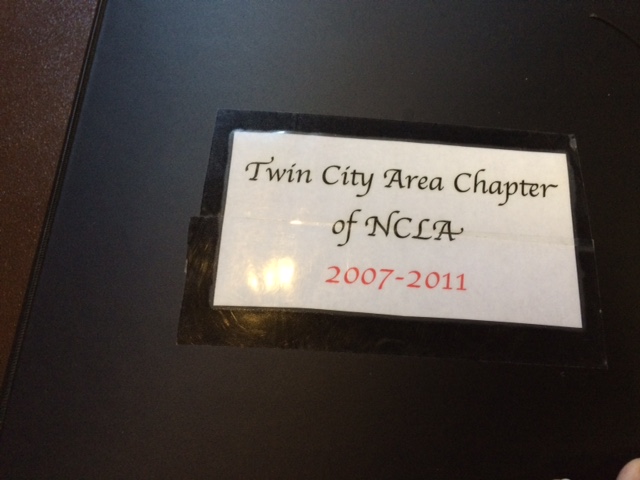 Twin City Area Chapter
of NCLA
2007-2011